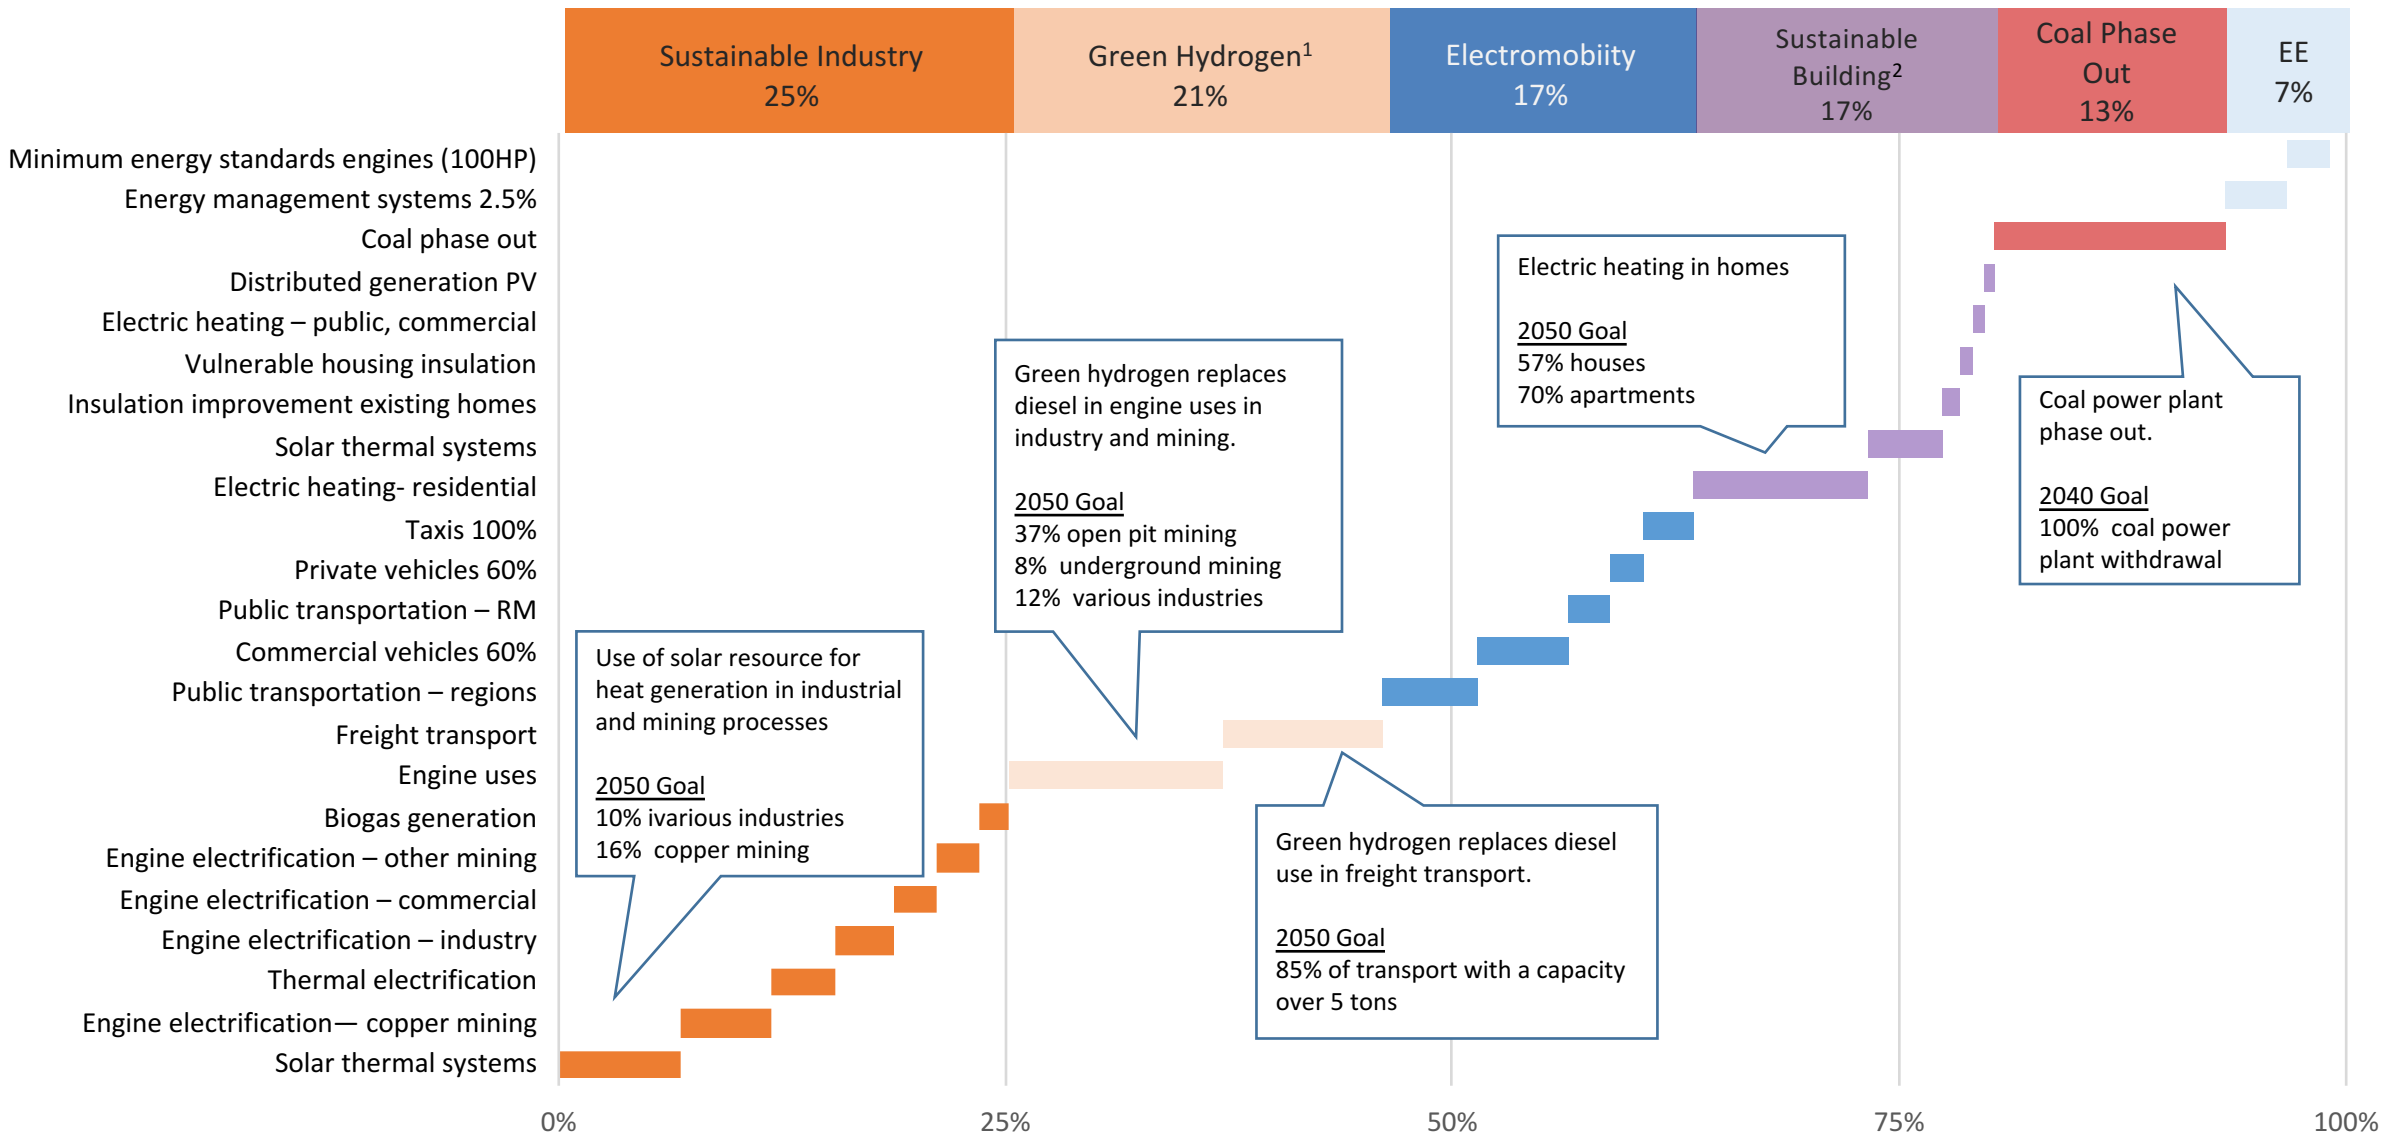 Sustainable Industry
25%
Green Hydrogen¹
21%
Electromobiity
17%
Sustainable
Building²
17%
Coal Phase
Out
13%
EE
7%
Minimum energy standards engines (100HP)
Energy management systems 2.5%
Coal phase out
Distributed generation PV
Electric heating – public, commercial
Vulnerable housing insulation
Insulation improvement existing homes
Solar thermal systems
Electric heating- residential
Taxis 100%
Private vehicles 60%
Public transportation – RM
Commercial vehicles 60%
Public transportation – regions
Freight transport
Engine uses
Biogas generation
Engine electrification – other mining
Engine electrification – commercial
Engine electrification – industry
Thermal electrification
Engine electrification— copper mining
Solar thermal systems
Use of solar resource for
heat generation in industrial
and mining processes
2050 Goal
10% ivarious industries
16%  copper mining
Green hydrogen replaces
diesel in engine uses in
industry and mining.
2050 Goal
37% open pit mining
8%  underground mining
12%  various industries
Green hydrogen replaces diesel
use in freight transport.
2050 Goal
85% of transport with a capacity
over 5 tons
Electric heating in homes
2050 Goal
57% houses
70% apartments
Coal power plant
phase out.
2040 Goal
100%  coal power
plant withdrawal
0%
25%
50%
75%
100%